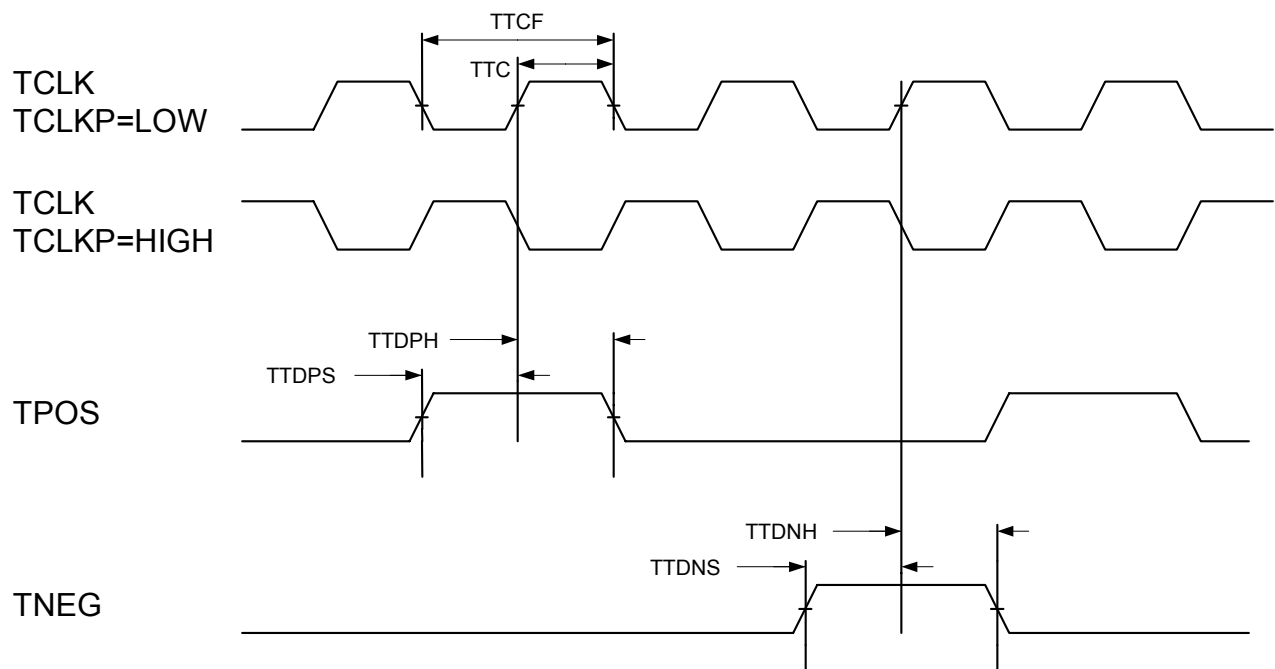 TTCF
TTC
TCLK
TCLKP=LOW
TCLK
TCLKP=HIGH
TTDPH
TTDPS
TPOS
TTDNH
TTDNS
TNEG